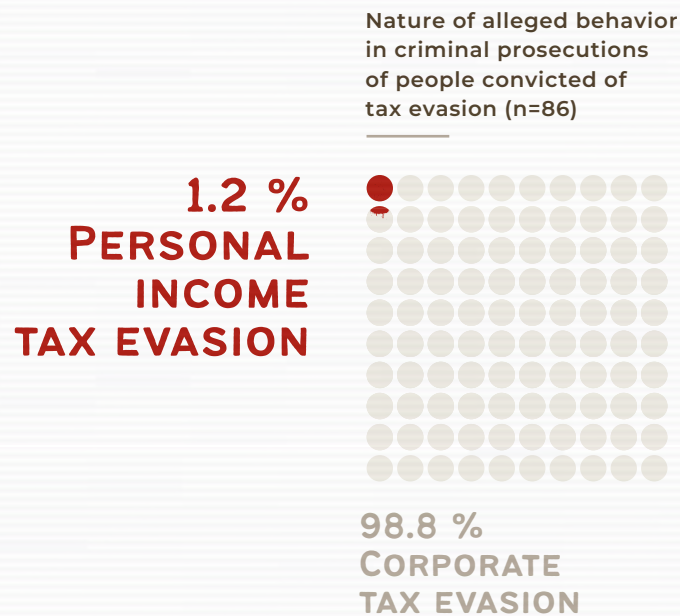 Nature of alleged behavior
in criminal prosecutions
of people convicted of
tax evasion (n=86)
1.2 %
PERSONAL
INCOME
TAX EVASION
98.8 %
CORPORATE
TAX EVASION